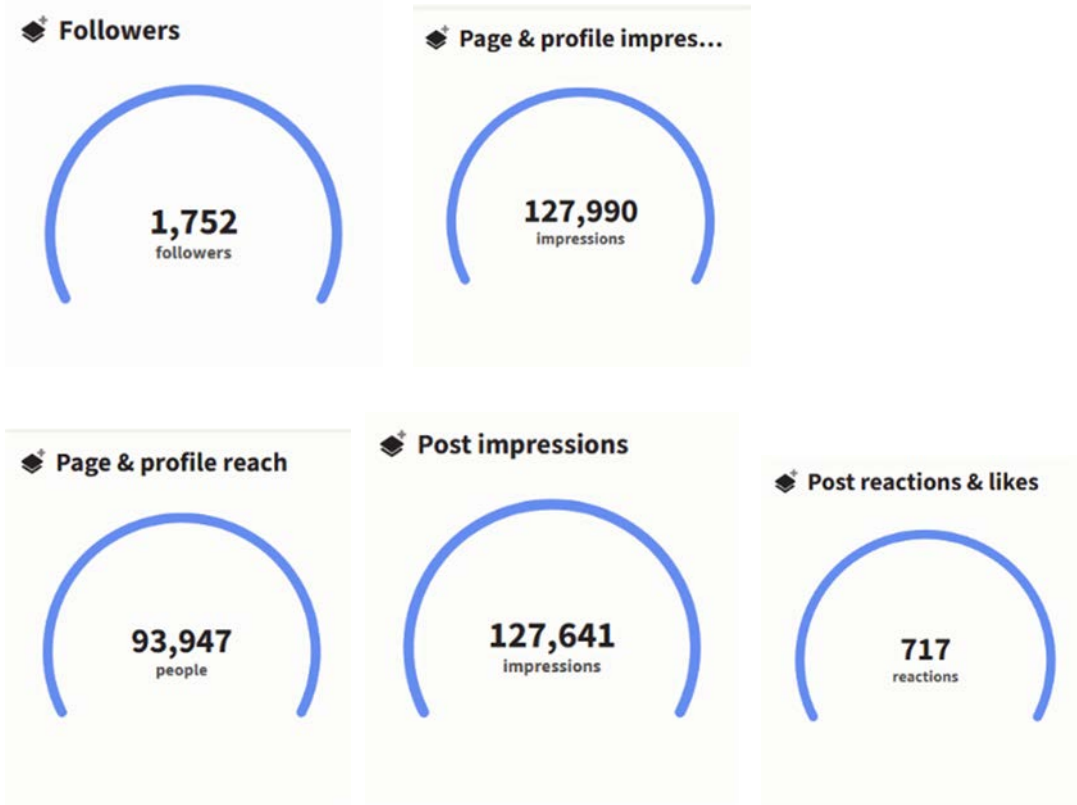 Followers
1,752
followers
Page & profile impres...
127,990
impressions
Page & profile reach
93,947
people
Post impressions
127,641
impressions
Post reactions & likes
717
reactions